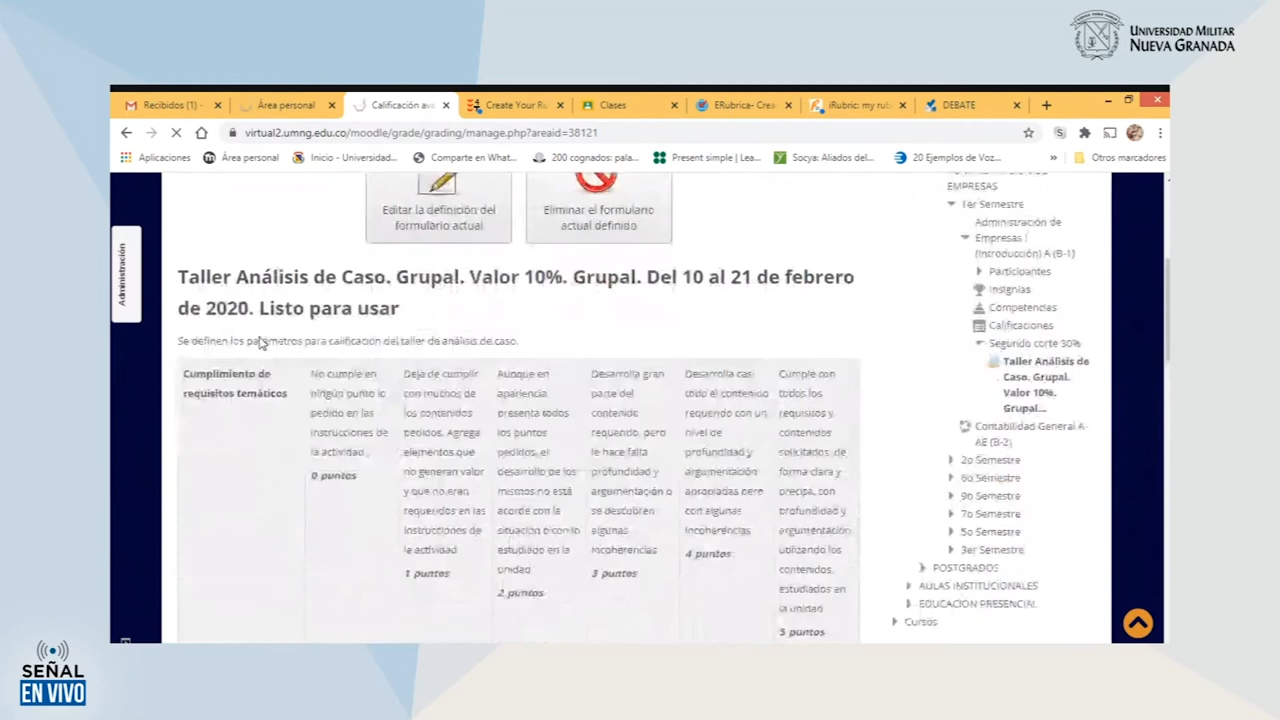 UNIVERSIDAD MILITAR
NUEVA GRANADA
Recibidos (1) -
Área personal
Calificación ava
Create Your Ru
Clases
ERubrica- Crea
iRubric: my rub
DEBATE
virtual2.umng.edu.co/moodle/grade/grading/manage.php?areaid=38121
Aplicaciones
Área personal
Inicio - Universidad...
Comparte en What...
200 cognados: pala...
Present simple | Lea...
Socya: Aliados del...
20 Ejemplos de Voz...
»
Otros marcadores
Administración
Editar la definición del
formulario actual
Eliminar el formulario
actual definido
Taller Análisis de Caso. Grupal. Valor 10%. Grupal. Del 10 al 21 de febrero
de 2020. Listo para usar
Se definen los parámetros para calificación del taller de análisis de caso.
Cumplimiento de
requisitos temáticos
No cumple en
ningún punto lo
pedido en las
instrucciones de
la actividad.
0 puntos
Deja de cumplir
con muchos de
los contenidos
pedidos. Agrega
elementos que
no generan valor
y que no eran
requeridos en las
instrucciones de
la actividad
1 puntos
Aunque en
apariencia
presenta todos
los puntos
pedidos, el
desarrollo de los
mismos no está
acorde con la
situación o con lo
estudiado en la
unidad
2 puntos
Desarrolla gran
parte del
contenido
requerido, pero
le hace falta
profundidad y
argumentación o
se descubren
algunas
incoherencias
3 puntos
Desarrolla casi
todo el contenido
requerido con un
nivel de
profundidad y
argumentación
apropiadas pero
con algunas
incoherencias
4 puntos
Cumple con
todos los
requisitos y
contenidos
solicitados, de
forma clara y
precisa, con
profundidad y
argumentación
utilizando los
contenidos
estudiados en
la unidad
5 puntos
EMPRESAS
1er Semestre
Administración de
Empresas I
(Introducción) A (B-1)
Participantes
Insignias
Competencias
Calificaciones
Segundo corte 30%
Taller Análisis de
Caso. Grupal.
Valor 10%.
Grupal...
Contabilidad General A
AE (B-2)
2o Semestre
6o Semestre
9o Semestre
7o Semestre
5o Semestre
3er Semestre
POSTGRADOS
AULAS INSTITUCIONALES
EDUCACIÓN PRESENCIAL
Cursos
SEÑAL
EN VIVO